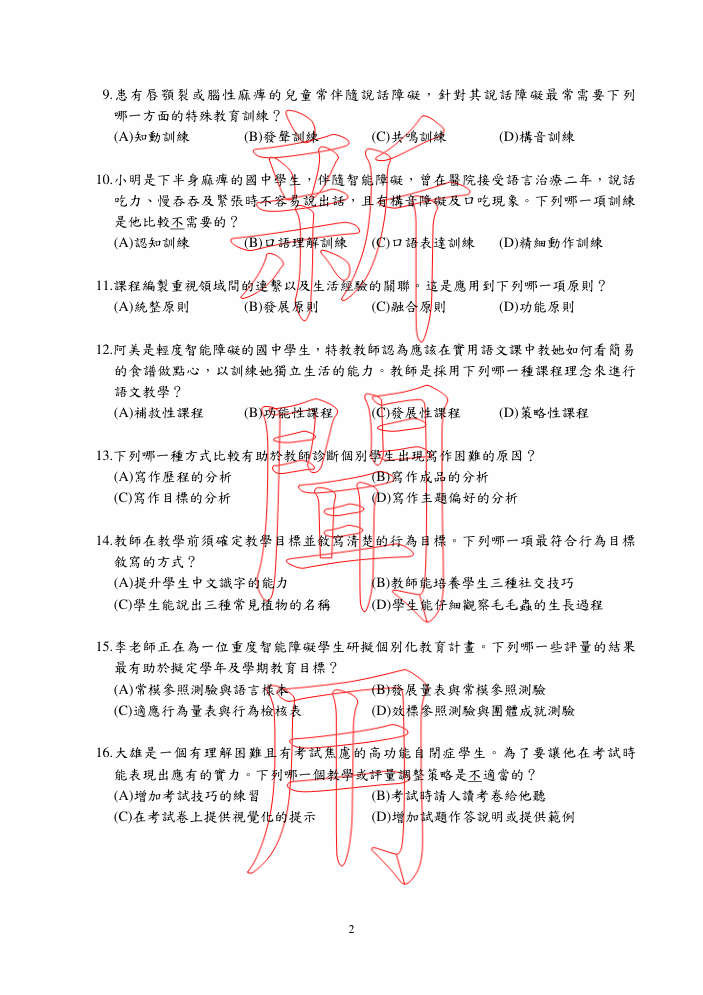 9.患有唇顎裂或腦性麻痺的兒童常伴隨說話障礙，針對其說話障礙最常需要下列
哪一方面的特殊教育訓練？
(A)知動訓練 (B)發聲訓練 (C)共鳴訓練 (D)構音訓練
10.小明是下半身麻痺的國中學生，伴隨智能障礙，曾在醫院接受語言治療二年，說話
吃力、慢吞吞及緊張時不容易說出話，且有構音障礙及口吃現象。下列哪一項訓練
是他比較不需要的？
(A)認知訓練 (B)口語理解訓練 (C)口語表達訓練 (D)精細動作訓練
11.課程編製重視領域間的連繫以及生活經驗的關聯。這是應用到下列哪一項原則？
(A)統整原則 (B)發展原則 (C)融合原則 (D)功能原則
12.阿美是輕度智能障礙的國中學生，特教教師認為應該在實用語文課中教她如何看簡易
的食譜做點心，以訓練她獨立生活的能力。教師是採用下列哪一種課程理念來進行
語文教學？
(A)補救性課程 (B)功能性課程 (C)發展性課程 (D)策略性課程
13.下列哪一種方式比較有助於教師診斷個別學生出現寫作困難的原因？
(A)寫作歷程的分析 (B)寫作成品的分析
(C)寫作目標的分析 (D)寫作主題偏好的分析
14.教師在教學前須確定教學目標並敘寫清楚的行為目標。下列哪一項最符合行為目標
敘寫的方式？
(A)提升學生中文識字的能力 (B)教師能培養學生三種社交技巧
(C)學生能說出三種常見植物的名稱 (D)學生能仔細觀察毛毛蟲的生長過程
15.李老師正在為一位重度智能障礙學生研擬個別化教育計畫。下列哪一些評量的結果
最有助於擬定學年及學期教育目標？
(A)常模參照測驗與語言樣本 (B)發展量表與常模參照測驗
(C)適應行為量表與行為檢核表 (D)效標參照測驗與團體成就測驗
16.大雄是一個有理解困難且有考試焦慮的高功能自閉症學生。為了要讓他在考試時
能表現出應有的實力。下列哪一個教學或評量調整策略是不適當的？
(A)增加考試技巧的練習 (B)考試時請人讀考卷給他聽
(C)在考試卷上提供視覺化的提示 (D)增加試題作答說明或提供範例
新聞用
2